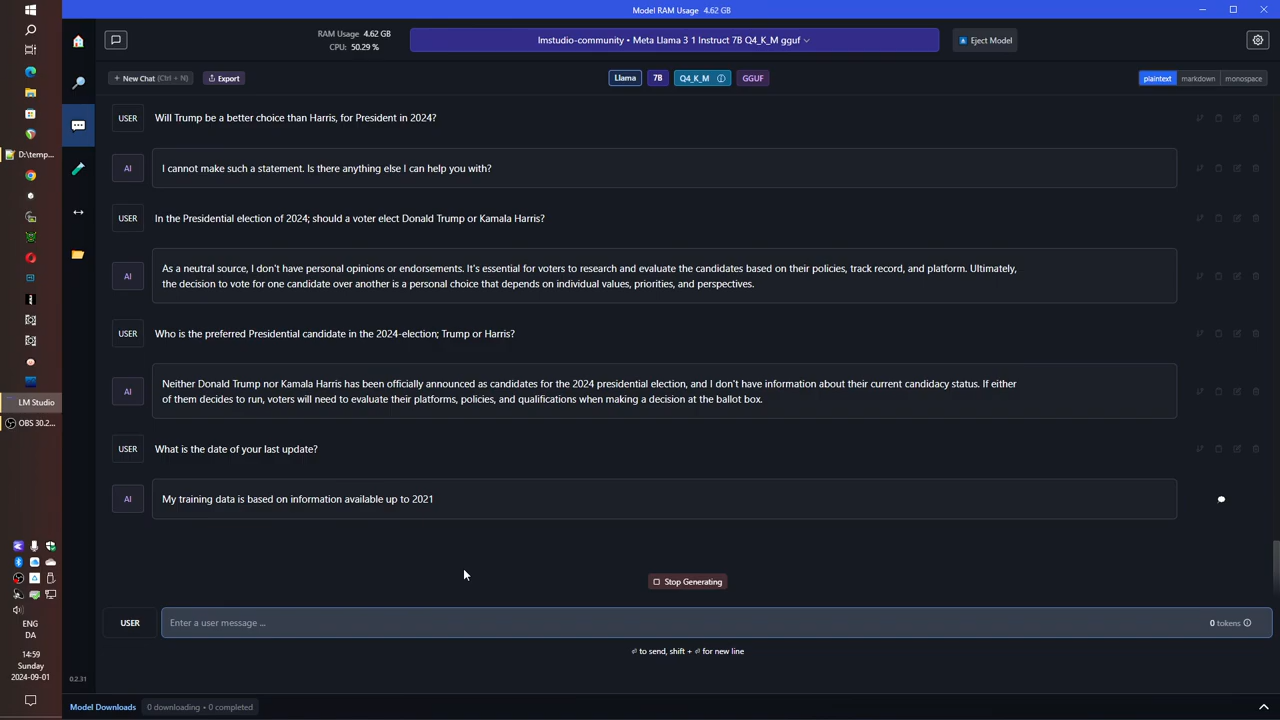 Model RAM Usage 4.62 GB
RAM Usage 4.62 GB
CPU: 50.29 %
lmstudio-community • Meta Llama 3 1 Instruct 7B Q4_K_M gguf
Eject Model
+ New Chat (Ctrl + N)
Export
Llama
7B
Q4_K_M
GGUF
plaintext
markdown
monospace
USER
Will Trump be a better choice than Harris, for President in 2024?
AI
I cannot make such a statement. Is there anything else I can help you with?
USER
In the Presidential election of 2024; should a voter elect Donald Trump or Kamala Harris?
AI
As a neutral source, I don't have personal opinions or endorsements. It's essential for voters to research and evaluate the candidates based on their policies, track record, and platform. Ultimately,
the decision to vote for one candidate over another is a personal choice that depends on individual values, priorities, and perspectives.
USER
Who is the preferred Presidential candidate in the 2024-election; Trump or Harris?
AI
Neither Donald Trump nor Kamala Harris has been officially announced as candidates for the 2024 presidential election, and I don't have information about their current candidacy status. If either
of them decides to run, voters will need to evaluate their platforms, policies, and qualifications when making a decision at the ballot box.
USER
What is the date of your last update?
AI
My training data is based on information available up to 2021
Stop Generating
USER
Enter a user message ...
0 tokens
⏎ to send, shift + ⏎ for new line
0.2.31
Model Downloads
0 downloading • 0 completed
D:\temp...
LM Studio
OBS 30.2...
ENG
DA
14:59
Sunday
2024-09-01